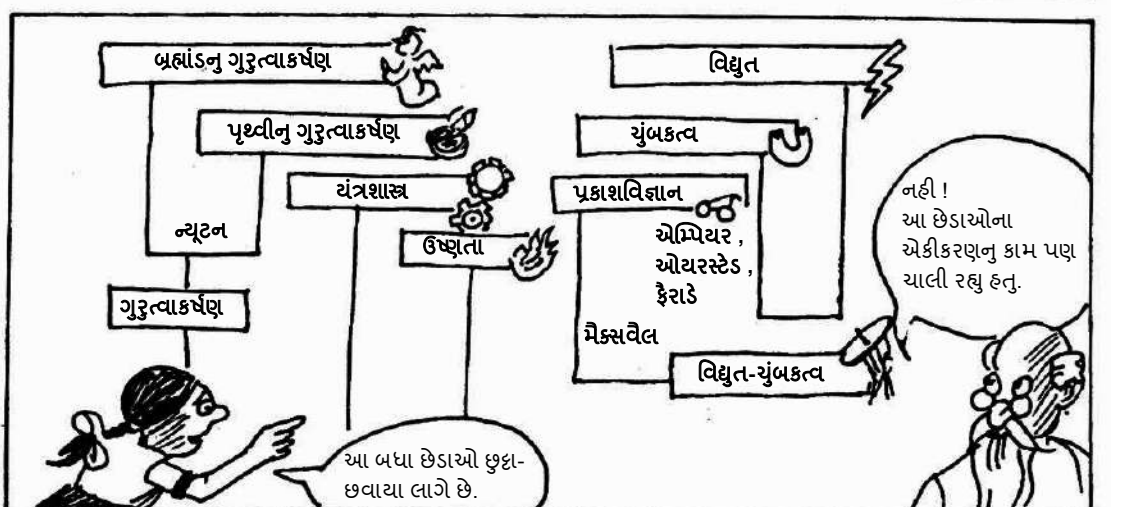 બ્રહ્માંડનુ ગુરુત્વાકર્ષણ
પૃથ્વીનુ ગુરુત્વાકર્ષણ
યંત્રશાસ્ત્ર
ઉષ્ણતા
ન્યૂટન
ગુરુત્વાકર્ષણ
વિદ્યુત
ચુંબકત્વ
પ્રકાશવિજ્ઞાન
એમ્પિયર ,
ઓયરસ્ટેડ ,
ફૈરાડે
મૈક્સવૈલ
વિદ્યુત-ચુંબકત્વ
આ બધા છેડાઓ છુટ્ટા-
છવાયા લાગે છે.
નહી !
આ છેડાઓના
એકીકરણનુ કામ પણ
ચાલી રહ્યુ હતુ.